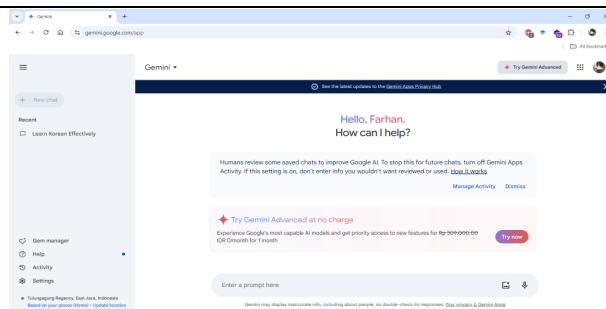 Gemini
gemini.google.com/app
All Bookmark
Gemini
Try Gemini Advanced
See the latest updates to the Gemini Apps Privacy Hub
New chat
Recent
Learn Korean Effectively
Hello, Farhan.
How can I help?
Humans review some saved chats to improve Google AI. To stop this for future chats, turn off Gemini Apps
Activity. If this setting is on, don't enter info you wouldn't want reviewed or used. How it works
Manage Activity Dismiss
Try Gemini Advanced at no charge
Experience Google's most capable AI models and get priority access to new features for Rp 309.000,00
IDR 0/month for 1 month
Try now
Gem manager
Help
Activity
Settings
Tulungagung Regency, East Java, Indonesia
Based on your places (Home) • Update location
Enter a prompt here
Gemini may display inaccurate info, including about people, so double-check its responses. Your privacy & Gemini Apps